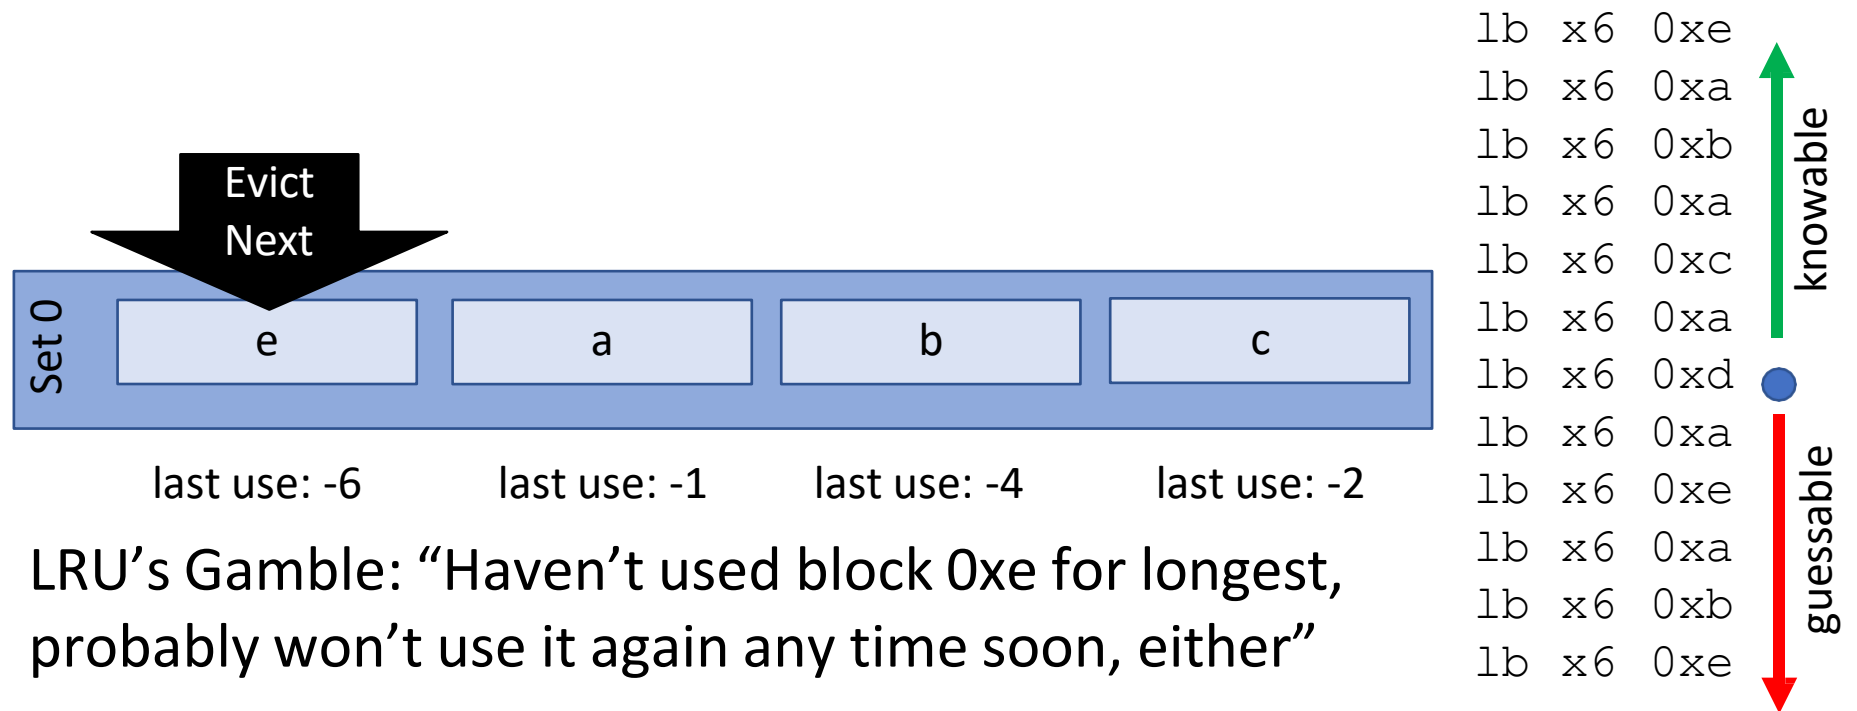 Evict
Next
Set 0
e
a
b
c
last use: -6
last use: -1
last use: -4
last use: -2
LRU’s Gamble: “Haven’t used block 0xe for longest,
probably won’t use it again any time soon, either”
lb x6 0xe
lb x6 0xa
lb x6 0xb
lb x6 0xa
lb x6 0xc
lb x6 0xa
lb x6 0xd
lb x6 0xa
lb x6 0xe
lb x6 0xa
lb x6 0xb
lb x6 0xe
knowable
guessable